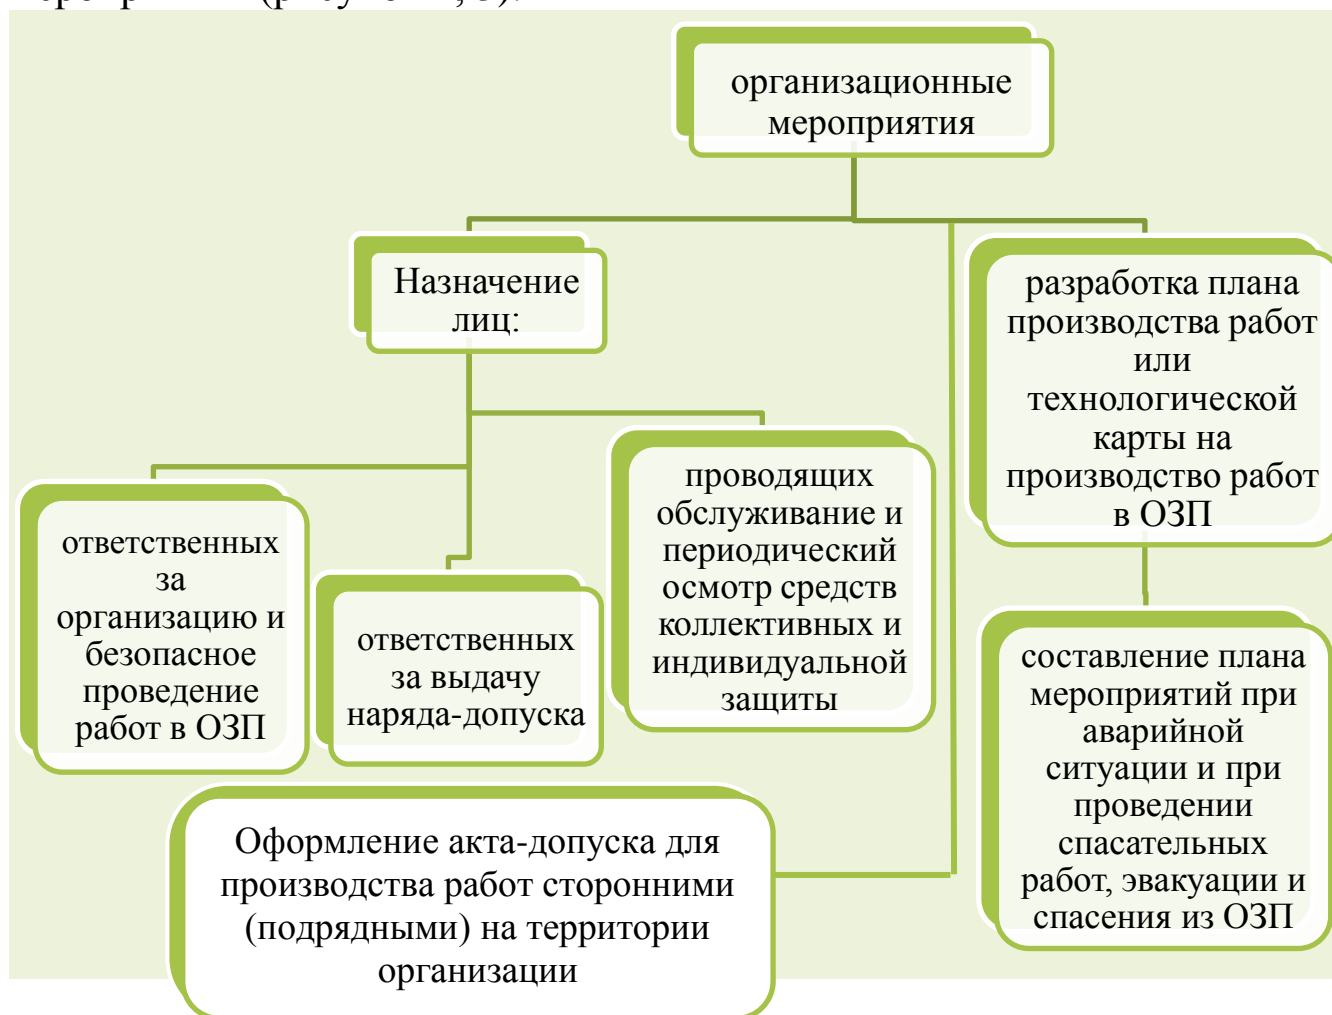 организационные
мероприятия
Назначение
лиц:
разработка плана
производства работ
или
технологической
карты на
производство работ
в ОЗП
ответственных
за
организацию и
безопасное
проведение
работ в ОЗП
ответственных
за выдачу
наряда-допуска
проводящих
обслуживание и
периодический
осмотр средств
коллективных и
индивидуальной
защиты
составление плана
мероприятий при
аварийной
ситуации и при
проведении
спасательных
работ, эвакуации и
спасения из ОЗП
Оформление акта-допуска для
производства работ сторонними
(подрядными) на территории
организации